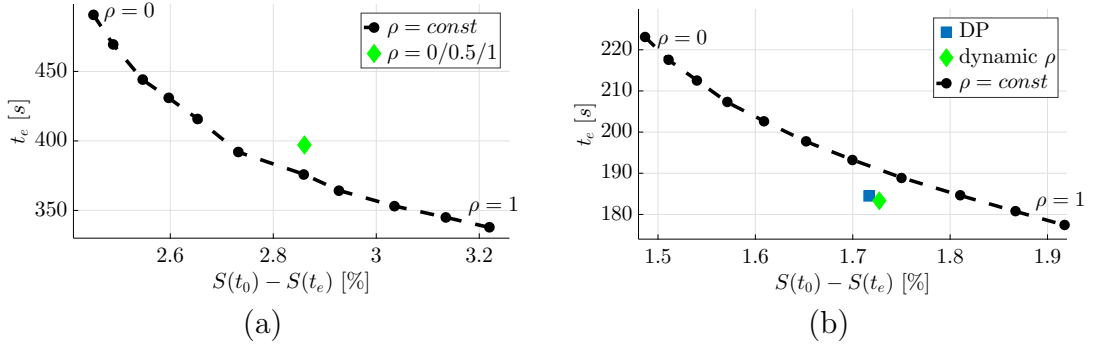 ρ = 0
ρ = const
ρ = 0/0.5/1
450
400
350
t_e [s]
ρ = 1
2.6 2.8 3 3.2
S(t_0) − S(t_e) [%]
(a)
ρ = 0
DP
dynamic ρ
ρ = const
220
210
200
190
180
t_e [s]
ρ = 1
1.5 1.6 1.7 1.8 1.9
S(t_0) − S(t_e) [%]
(b)